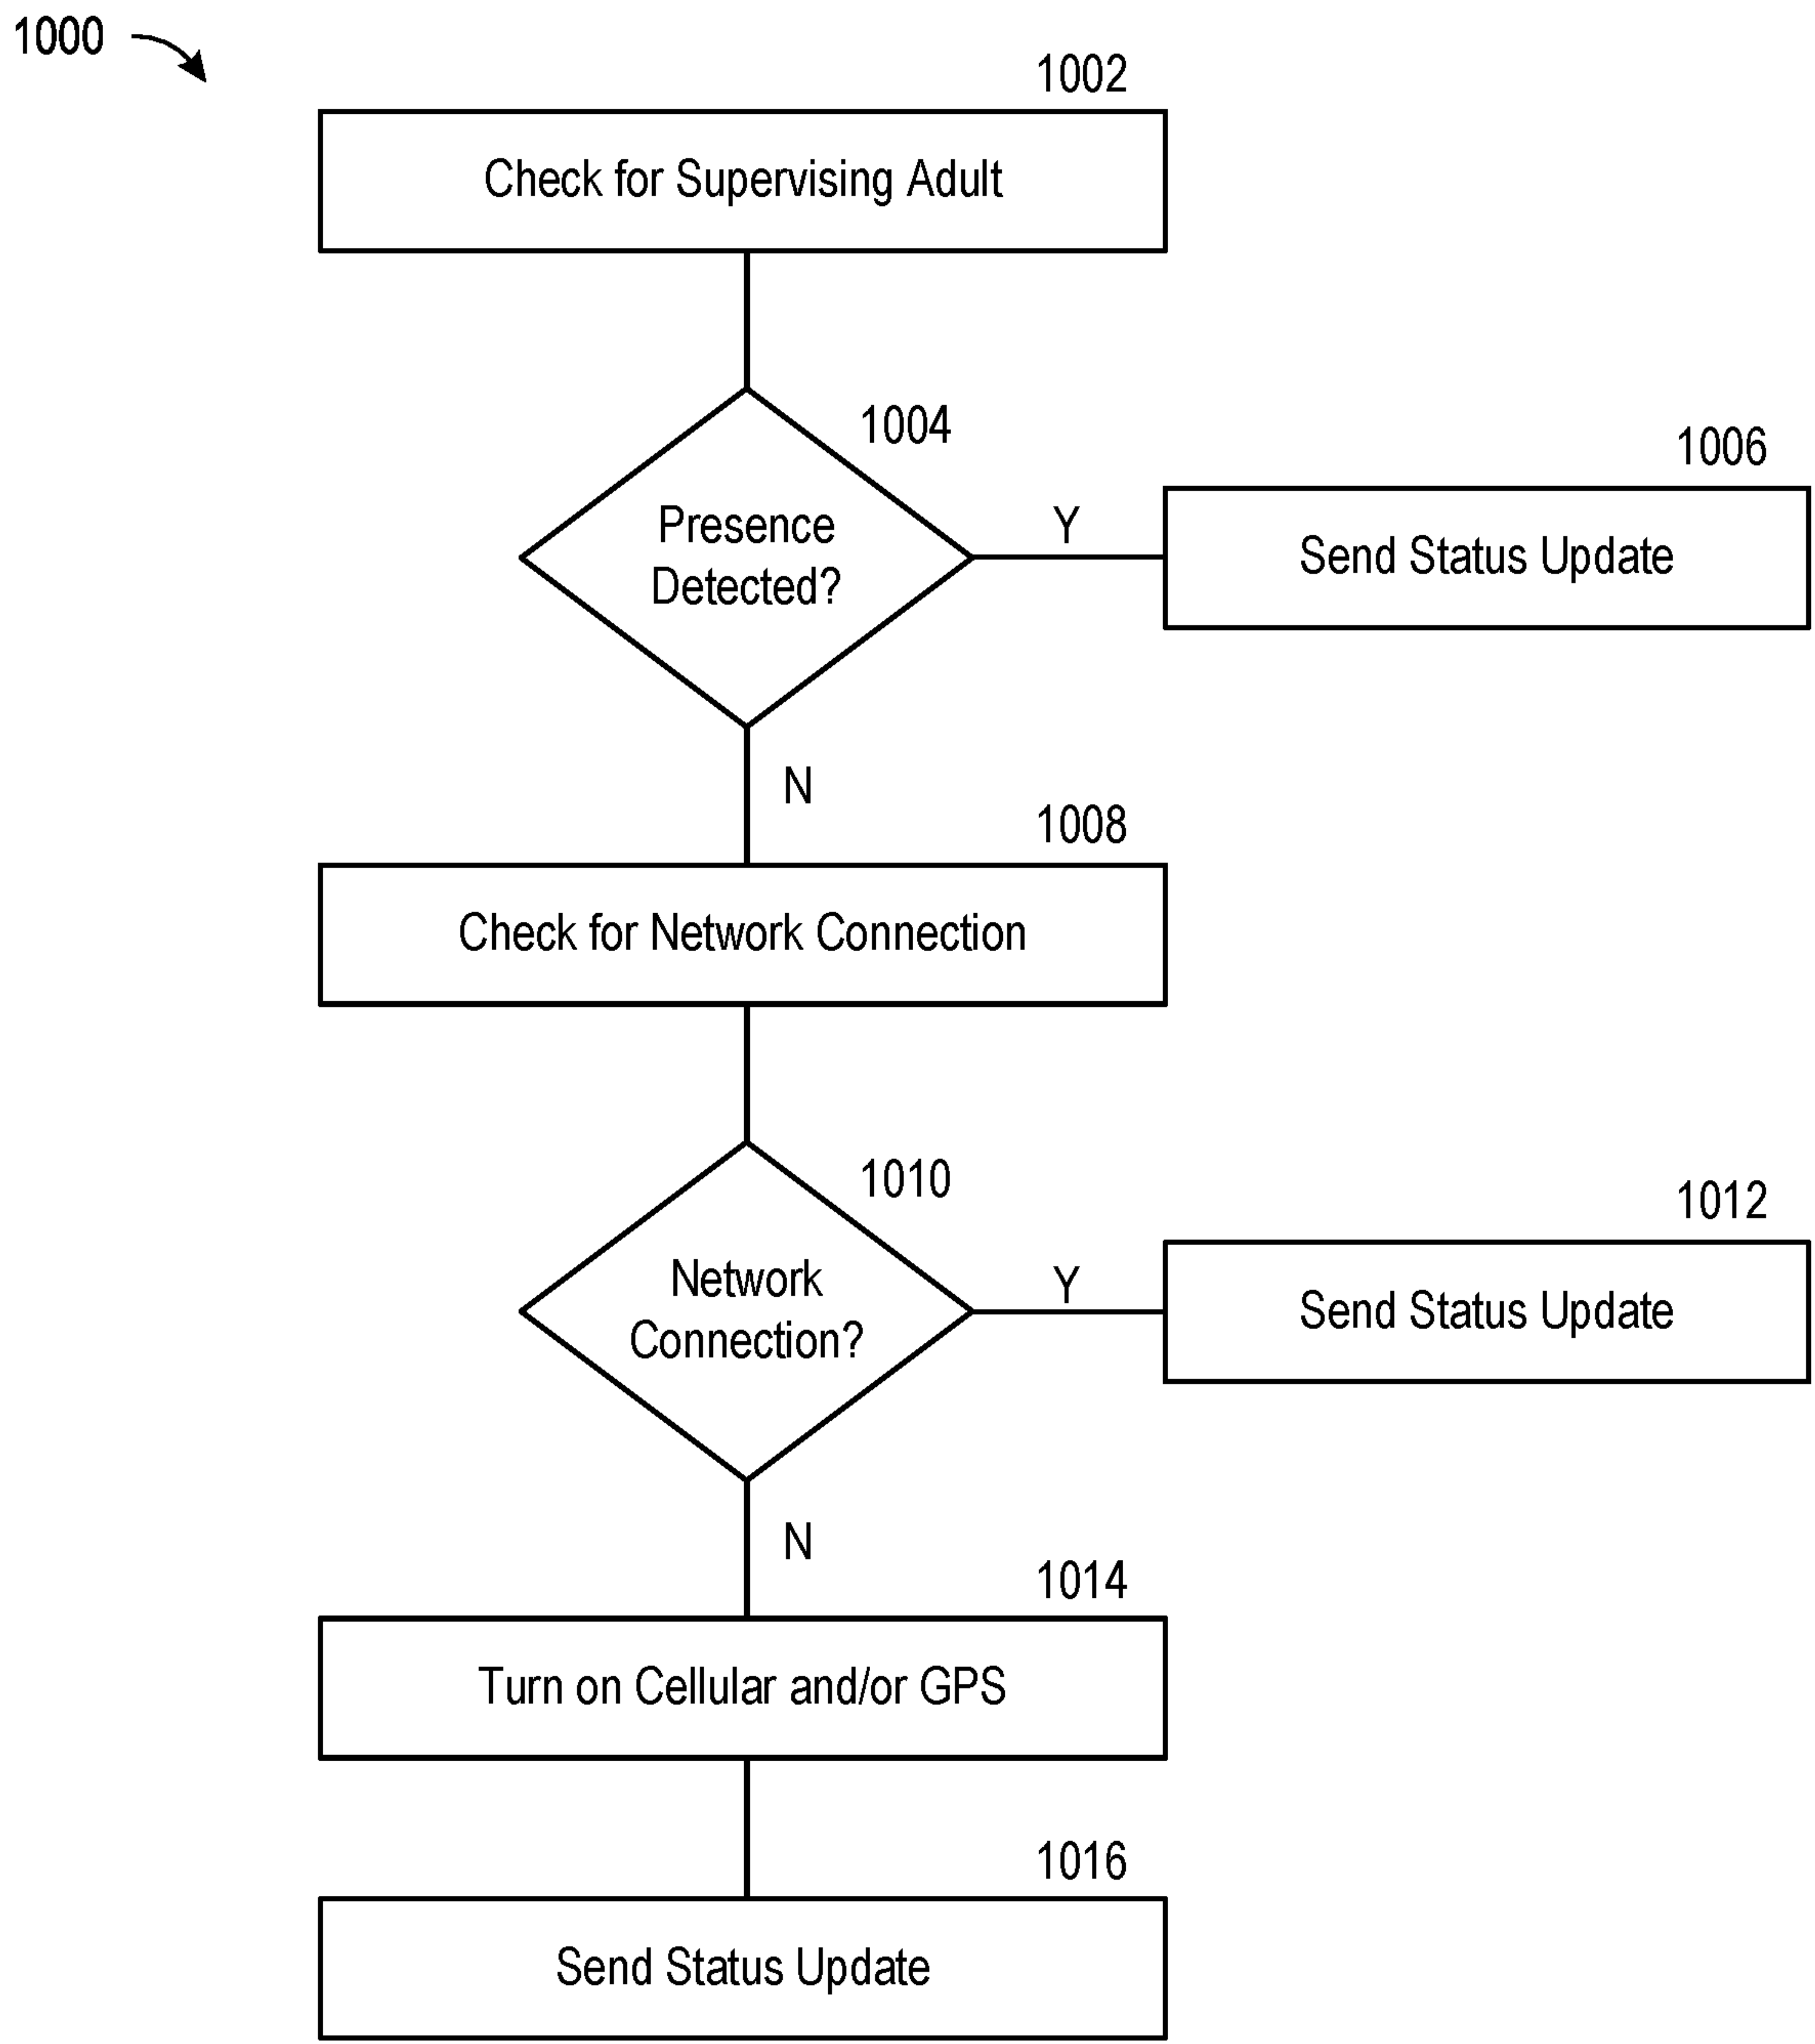 1000
1002
Check for Supervising Adult
1004
Presence
Detected?
Y
1006
Send Status Update
N
1008
Check for Network Connection
1010
Network
Connection?
Y
1012
Send Status Update
N
1014
Turn on Cellular and/or GPS
1016
Send Status Update